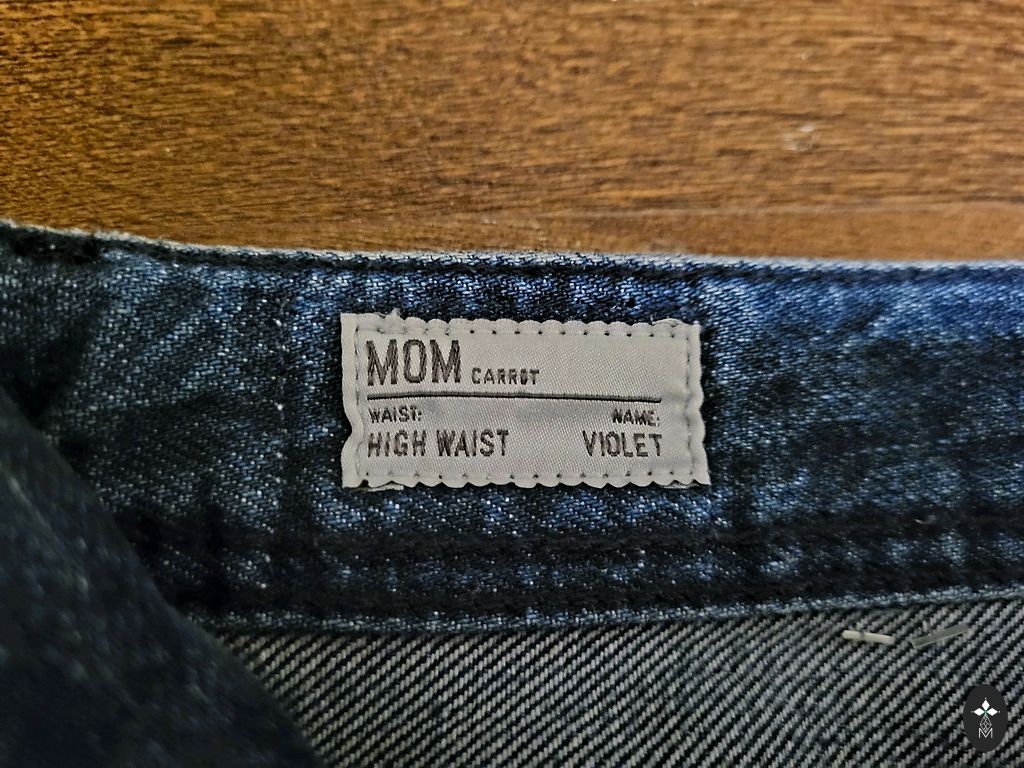 MOM CARROT
WAIST: NAME:
HIGH WAIST VIOLET
M